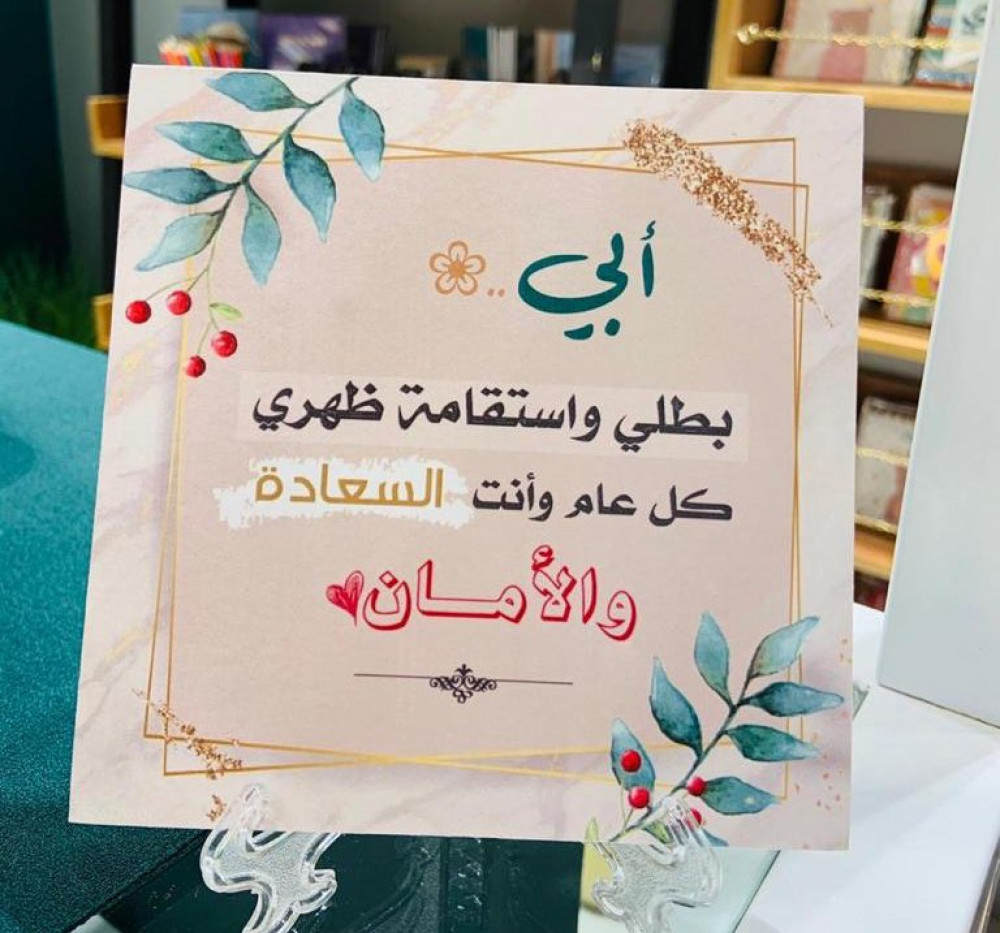 أبي ..
بطلي واستقامة ظهري
كل عام وأنت السعادة
والأمان